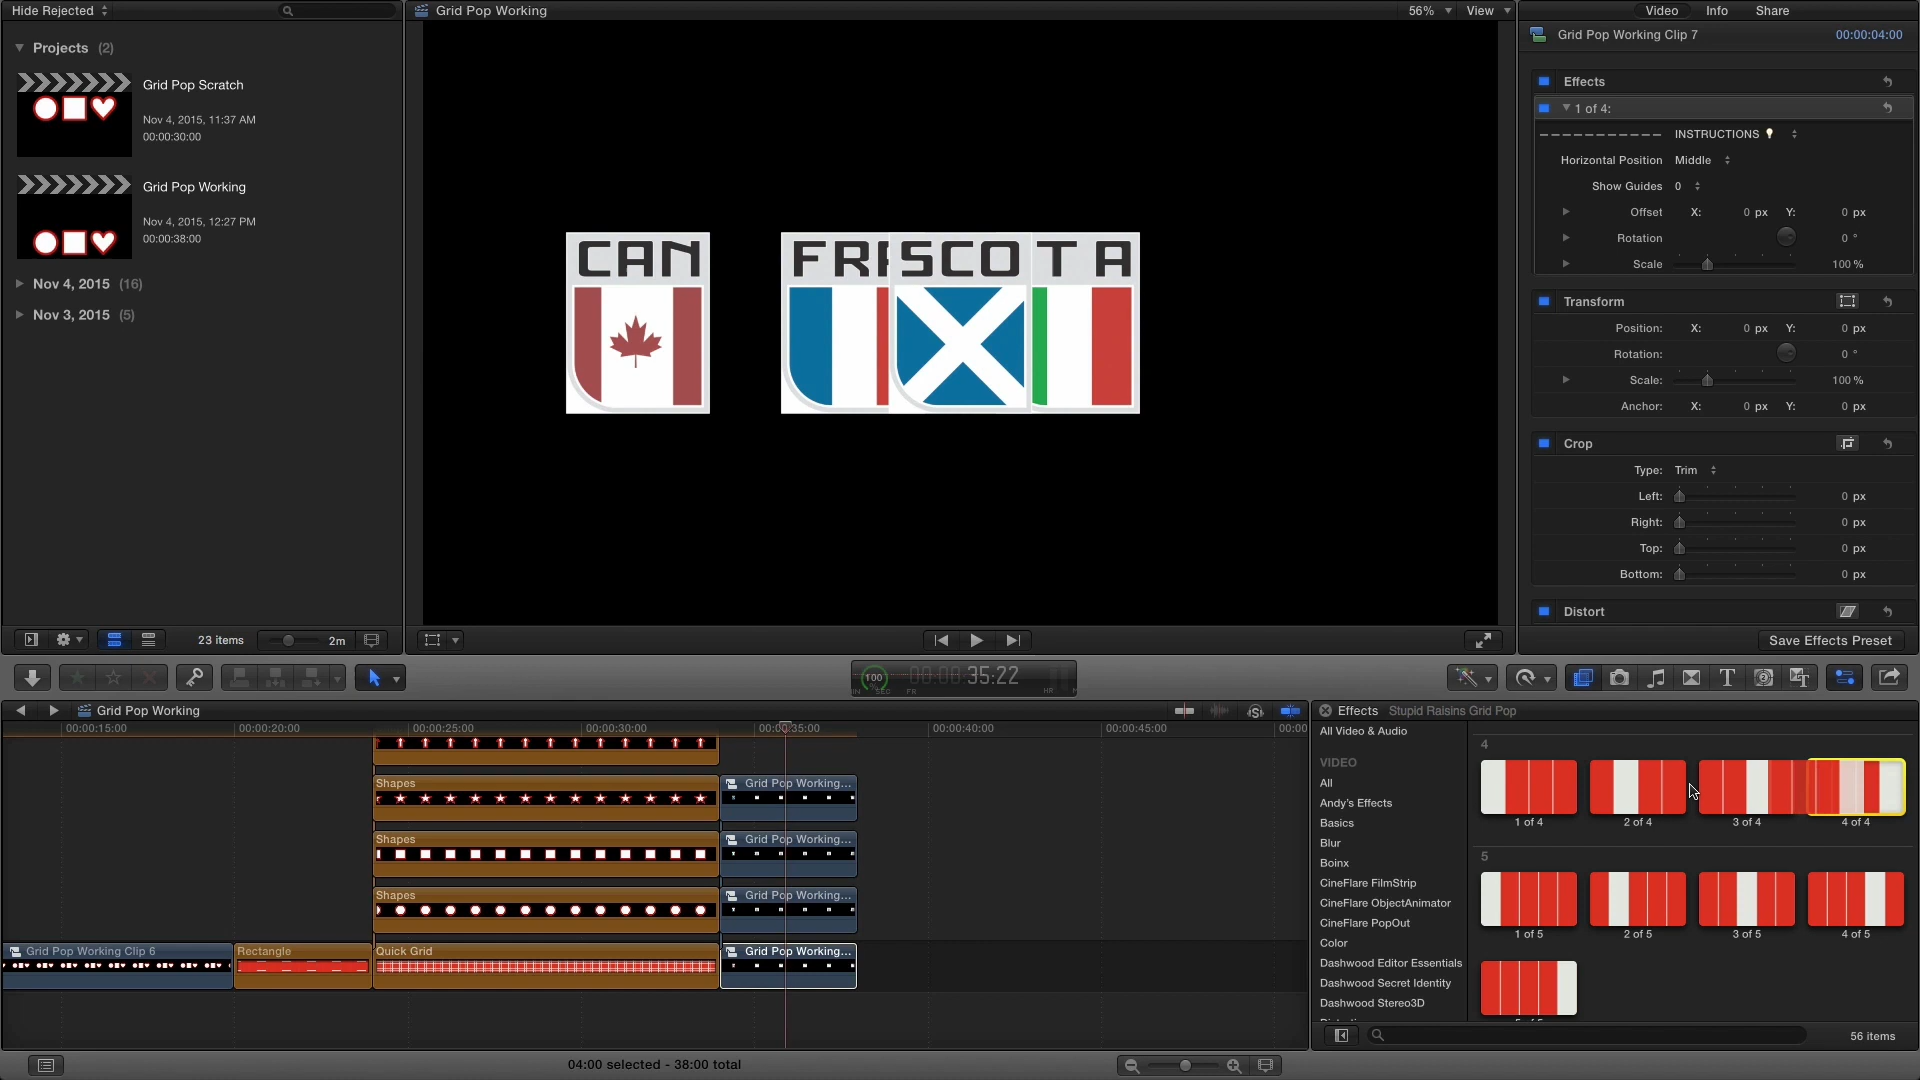 Hide Rejected
Projects (2)
Grid Pop Scratch
Nov 4, 2015, 11:37 AM
00:00:30:00
Grid Pop Working
Nov 4, 2015, 12:27 PM
00:00:38:00
Nov 4, 2015 (16)
Nov 3, 2015 (5)
23 items
2m
Grid Pop Working
56%
View
CAN
SCO
T A
Video
Info
Share
Grid Pop Working Clip 7
00:00:04:00
Effects
1 of 4:
INSTRUCTIONS
Horizontal Position Middle
Show Guides 0
Offset X: 0 px Y: 0 px
Rotation 0 °
Scale 100 %
Transform
Position: X: 0 px Y: 0 px
Rotation: 0 °
Scale: 100 %
Anchor: X: 0 px Y: 0 px
Crop
Type: Trim
Left: 0 px
Right: 0 px
Top: 0 px
Bottom: 0 px
Distort
Save Effects Preset
100
00:00:35:22
Grid Pop Working
00:00:15:00
00:00:20:00
00:00:25:00
00:00:30:00
00:00:35:00
00:00:40:00
00:00:45:00
Shapes
Grid Pop Working...
Shapes
Grid Pop Working...
Shapes
Grid Pop Working...
Grid Pop Working Clip 6
Rectangle
Quick Grid
Grid Pop Working...
04:00 selected - 38:00 total
Effects
Stupid Raisins Grid Pop
All Video & Audio
VIDEO
All
Andy's Effects
Basics
Blur
Boinx
CineFlare FilmStrip
CineFlare ObjectAnimator
CineFlare PopOut
Color
Dashwood Editor Essentials
Dashwood Secret Identity
Dashwood Stereo3D
4
1 of 4
2 of 4
3 of 4
4 of 4
5
1 of 5
2 of 5
3 of 5
4 of 5
56 items